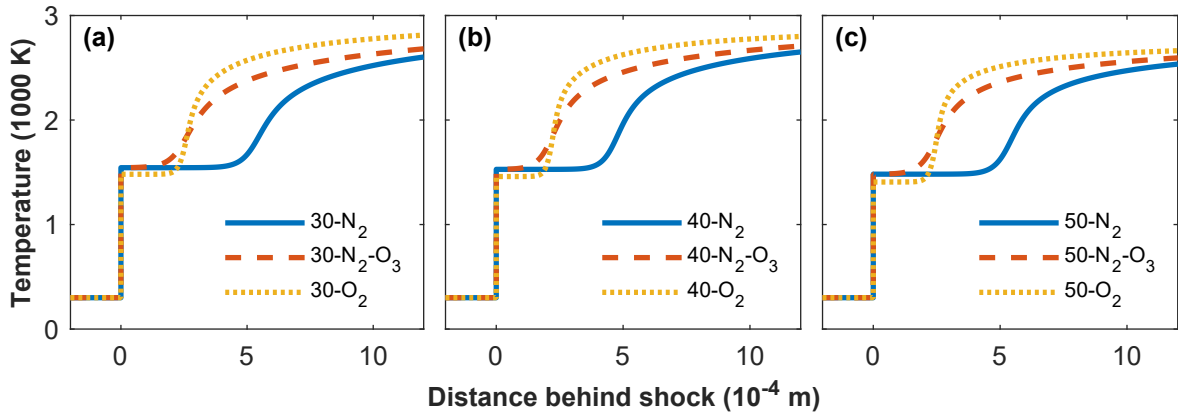 (a) (b) (c)
Temperature (1000 K)
3
2
1
0
30-N₂ 40-N₂ 50-N₂
30-N₂-O₃ 40-N₂-O₃ 50-N₂-O₃
30-O₂ 40-O₂ 50-O₂
0 5 10 0 5 10 0 5 10
Distance behind shock (10⁻⁴ m)